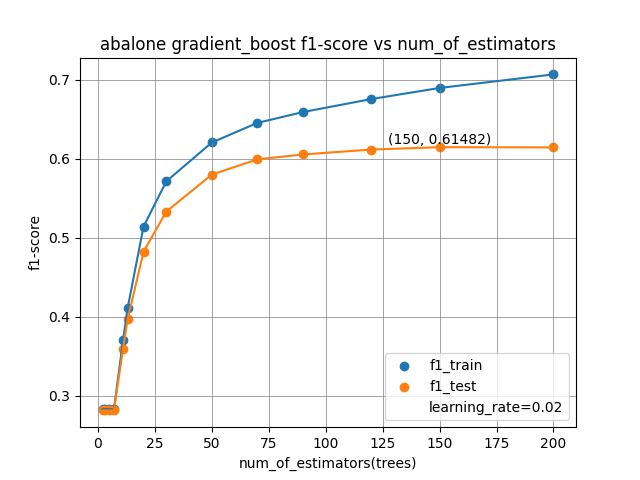 abalone gradient_boost f1-score vs num_of_estimators
0.7
0.6
0.5
0.4
0.3
f1-score
(150, 0.61482)
f1_train
f1_test
learning_rate=0.02
0 25 50 75 100 125 150 175 200
num_of_estimators(trees)